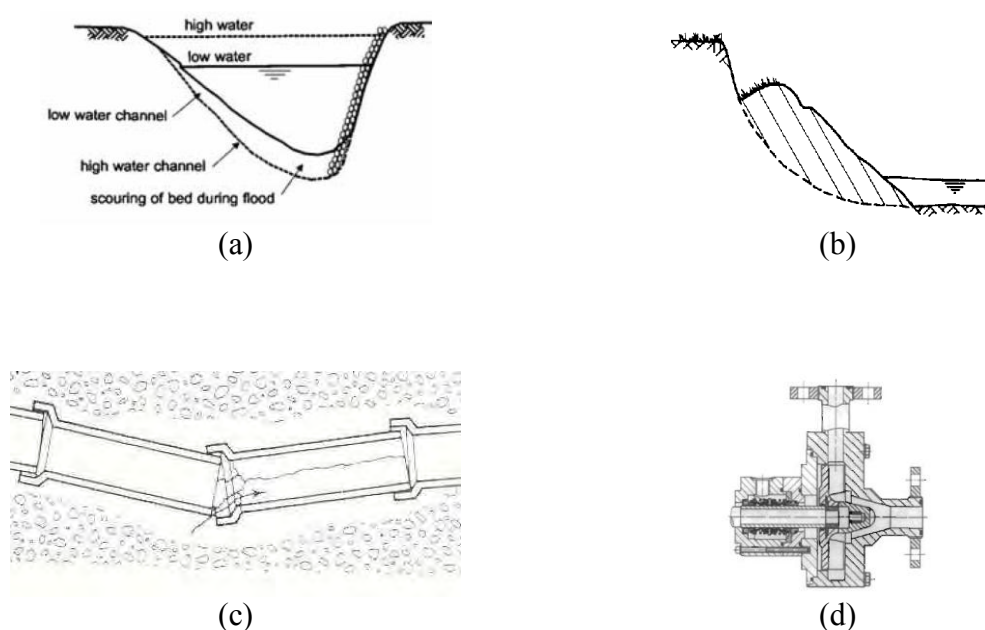 high water
low water
low water channel
high water channel
scouring of bed during flood
(a)
(b)
(c)
(d)